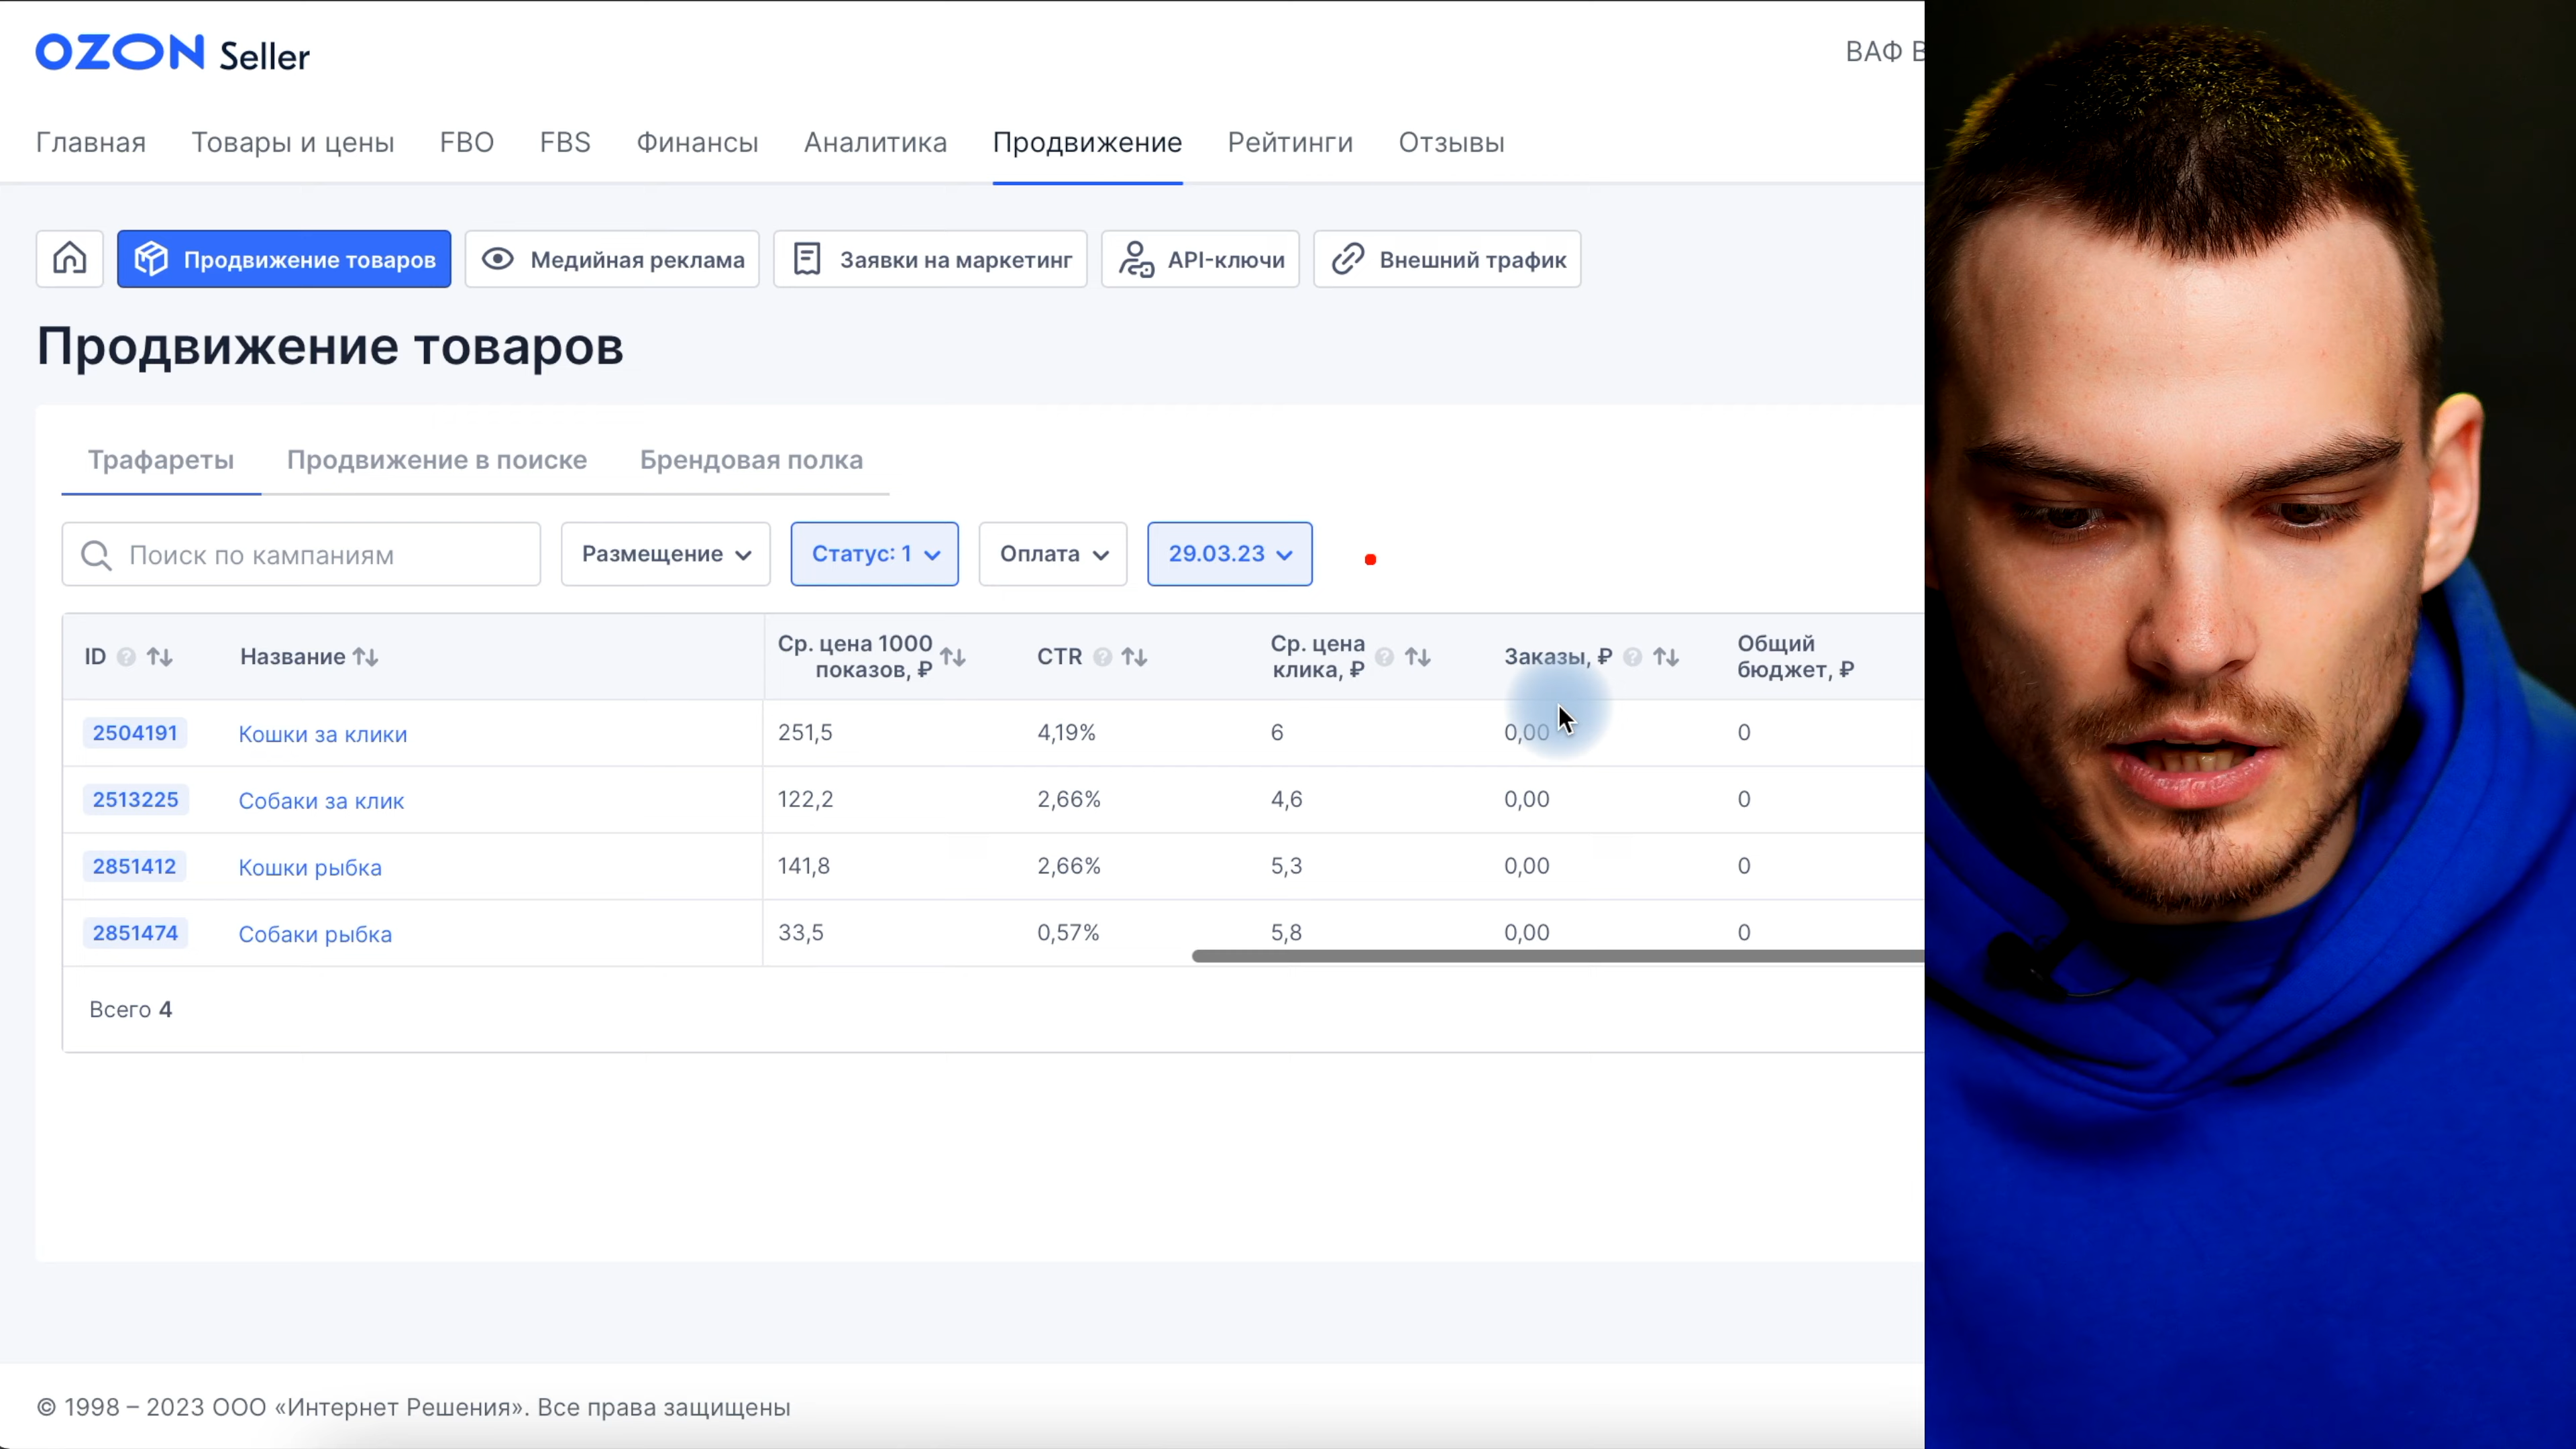 OZON Seller
ВАФ В
Главная Товары и цены FBO FBS Финансы Аналитика Продвижение Рейтинги Отзывы
Продвижение товаров Медийная реклама Заявки на маркетинг API-ключи Внешний трафик
Продвижение товаров
Трафареты Продвижение в поиске Брендовая полка
Поиск по кампаниям Размещение Статус: 1 Оплата 29.03.23
ID Название Ср. цена 1000 показов, ₽ CTR Ср. цена клика, ₽ Заказы, ₽ Общий бюджет, ₽
2504191 Кошки за клики 251,5 4,19% 6 0,00 0
2513225 Собаки за клик 122,2 2,66% 4,6 0,00 0
2851412 Кошки рыбка 141,8 2,66% 5,3 0,00 0
2851474 Собаки рыбка 33,5 0,57% 5,8 0,00 0
Всего 4
© 1998 – 2023 ООО «Интернет Решения». Все права защищены